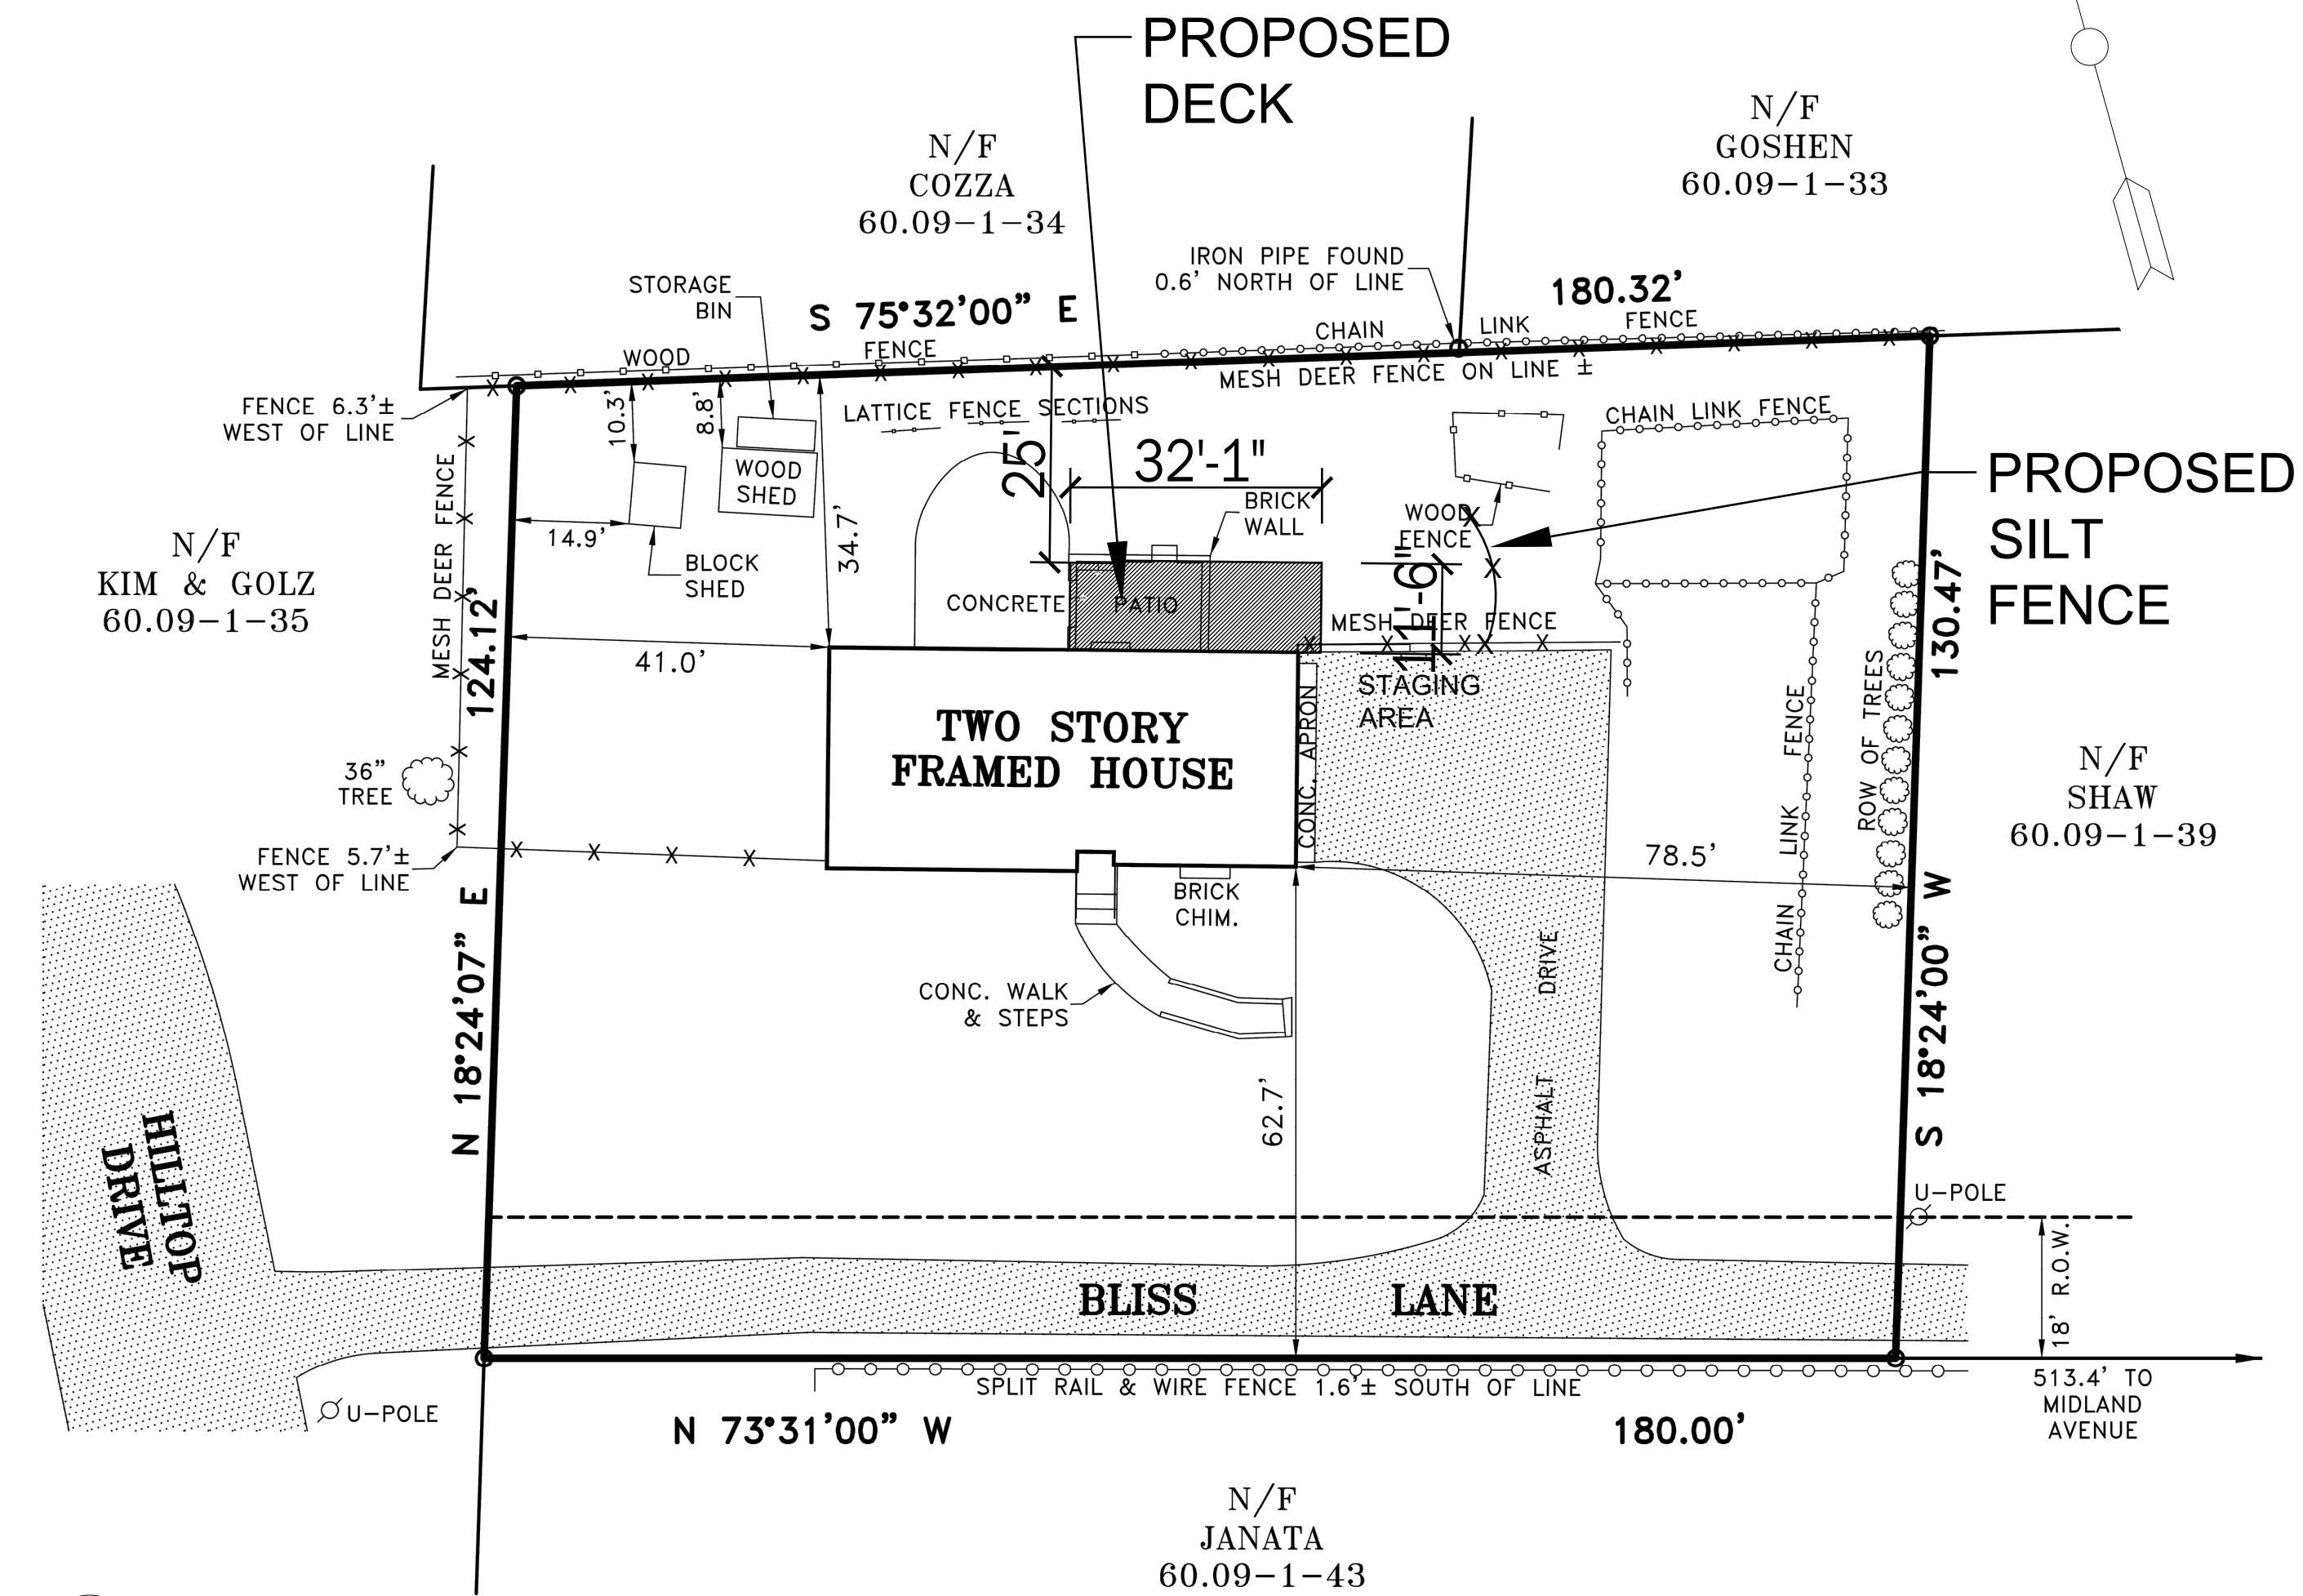 PROPOSED
DECK
N/F
GOSHEN
60.09-1-33
N/F
COZZA
60.09-1-34
IRON PIPE FOUND
0.6' NORTH OF LINE
STORAGE
BIN
S 75°32'00" E
180.32'
WOOD FENCE
CHAIN LINK FENCE
MESH DEER FENCE ON LINE ±
FENCE 6.3'±
WEST OF LINE
10.3'
8.8'
LATTICE FENCE SECTIONS
CHAIN LINK FENCE
25'
32'-1"
WOOD
SHED
BRICK
WALL
WOOD
FENCE
PROPOSED
SILT
FENCE
MESH DEER FENCE
14.9'
34.7'
BLOCK
SHED
N/F
KIM & GOLZ
60.09-1-35
CONCRETE
PATIO
11'-6"
MESH DEER FENCE
124.12'
130.47'
41.0'
STAGING
AREA
TWO STORY
FRAMED HOUSE
CONC. APRON
CHAIN LINK FENCE
ROW OF TREES
36"
TREE
N/F
SHAW
60.09-1-39
FENCE 5.7'±
WEST OF LINE
78.5'
BRICK
CHIM.
N 18°24'07" E
S 18°24'00" W
CONC. WALK
& STEPS
ASPHALT DRIVE
62.7'
HILLTOP
DRIVE
U-POLE
18' R.O.W.
BLISS LANE
SPLIT RAIL & WIRE FENCE 1.6'± SOUTH OF LINE
513.4' TO
MIDLAND
AVENUE
U-POLE
N 73°31'00" W
180.00'
N/F
JANATA
60.09-1-43